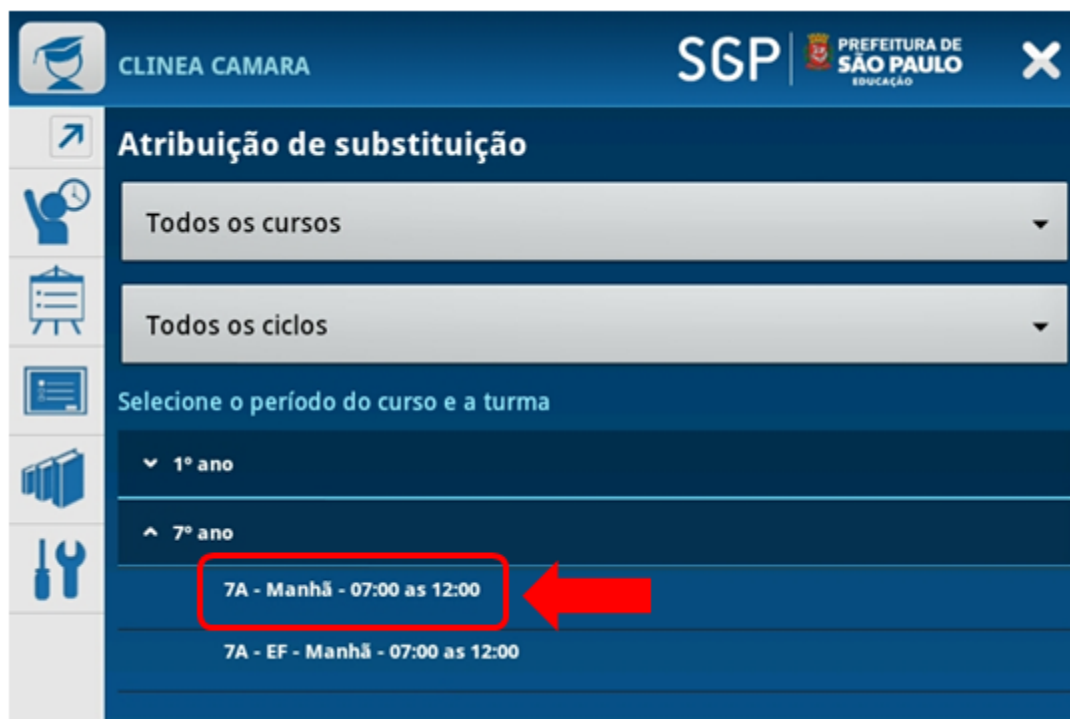 CLINEA CAMARA
SGP
PREFEITURA DE
SÃO PAULO
EDUCAÇÃO
Atribuição de substituição
Todos os cursos
Todos os ciclos
Selecione o período do curso e a turma
1º ano
7º ano
7A - Manhã - 07:00 as 12:00
7A - EF - Manhã - 07:00 as 12:00